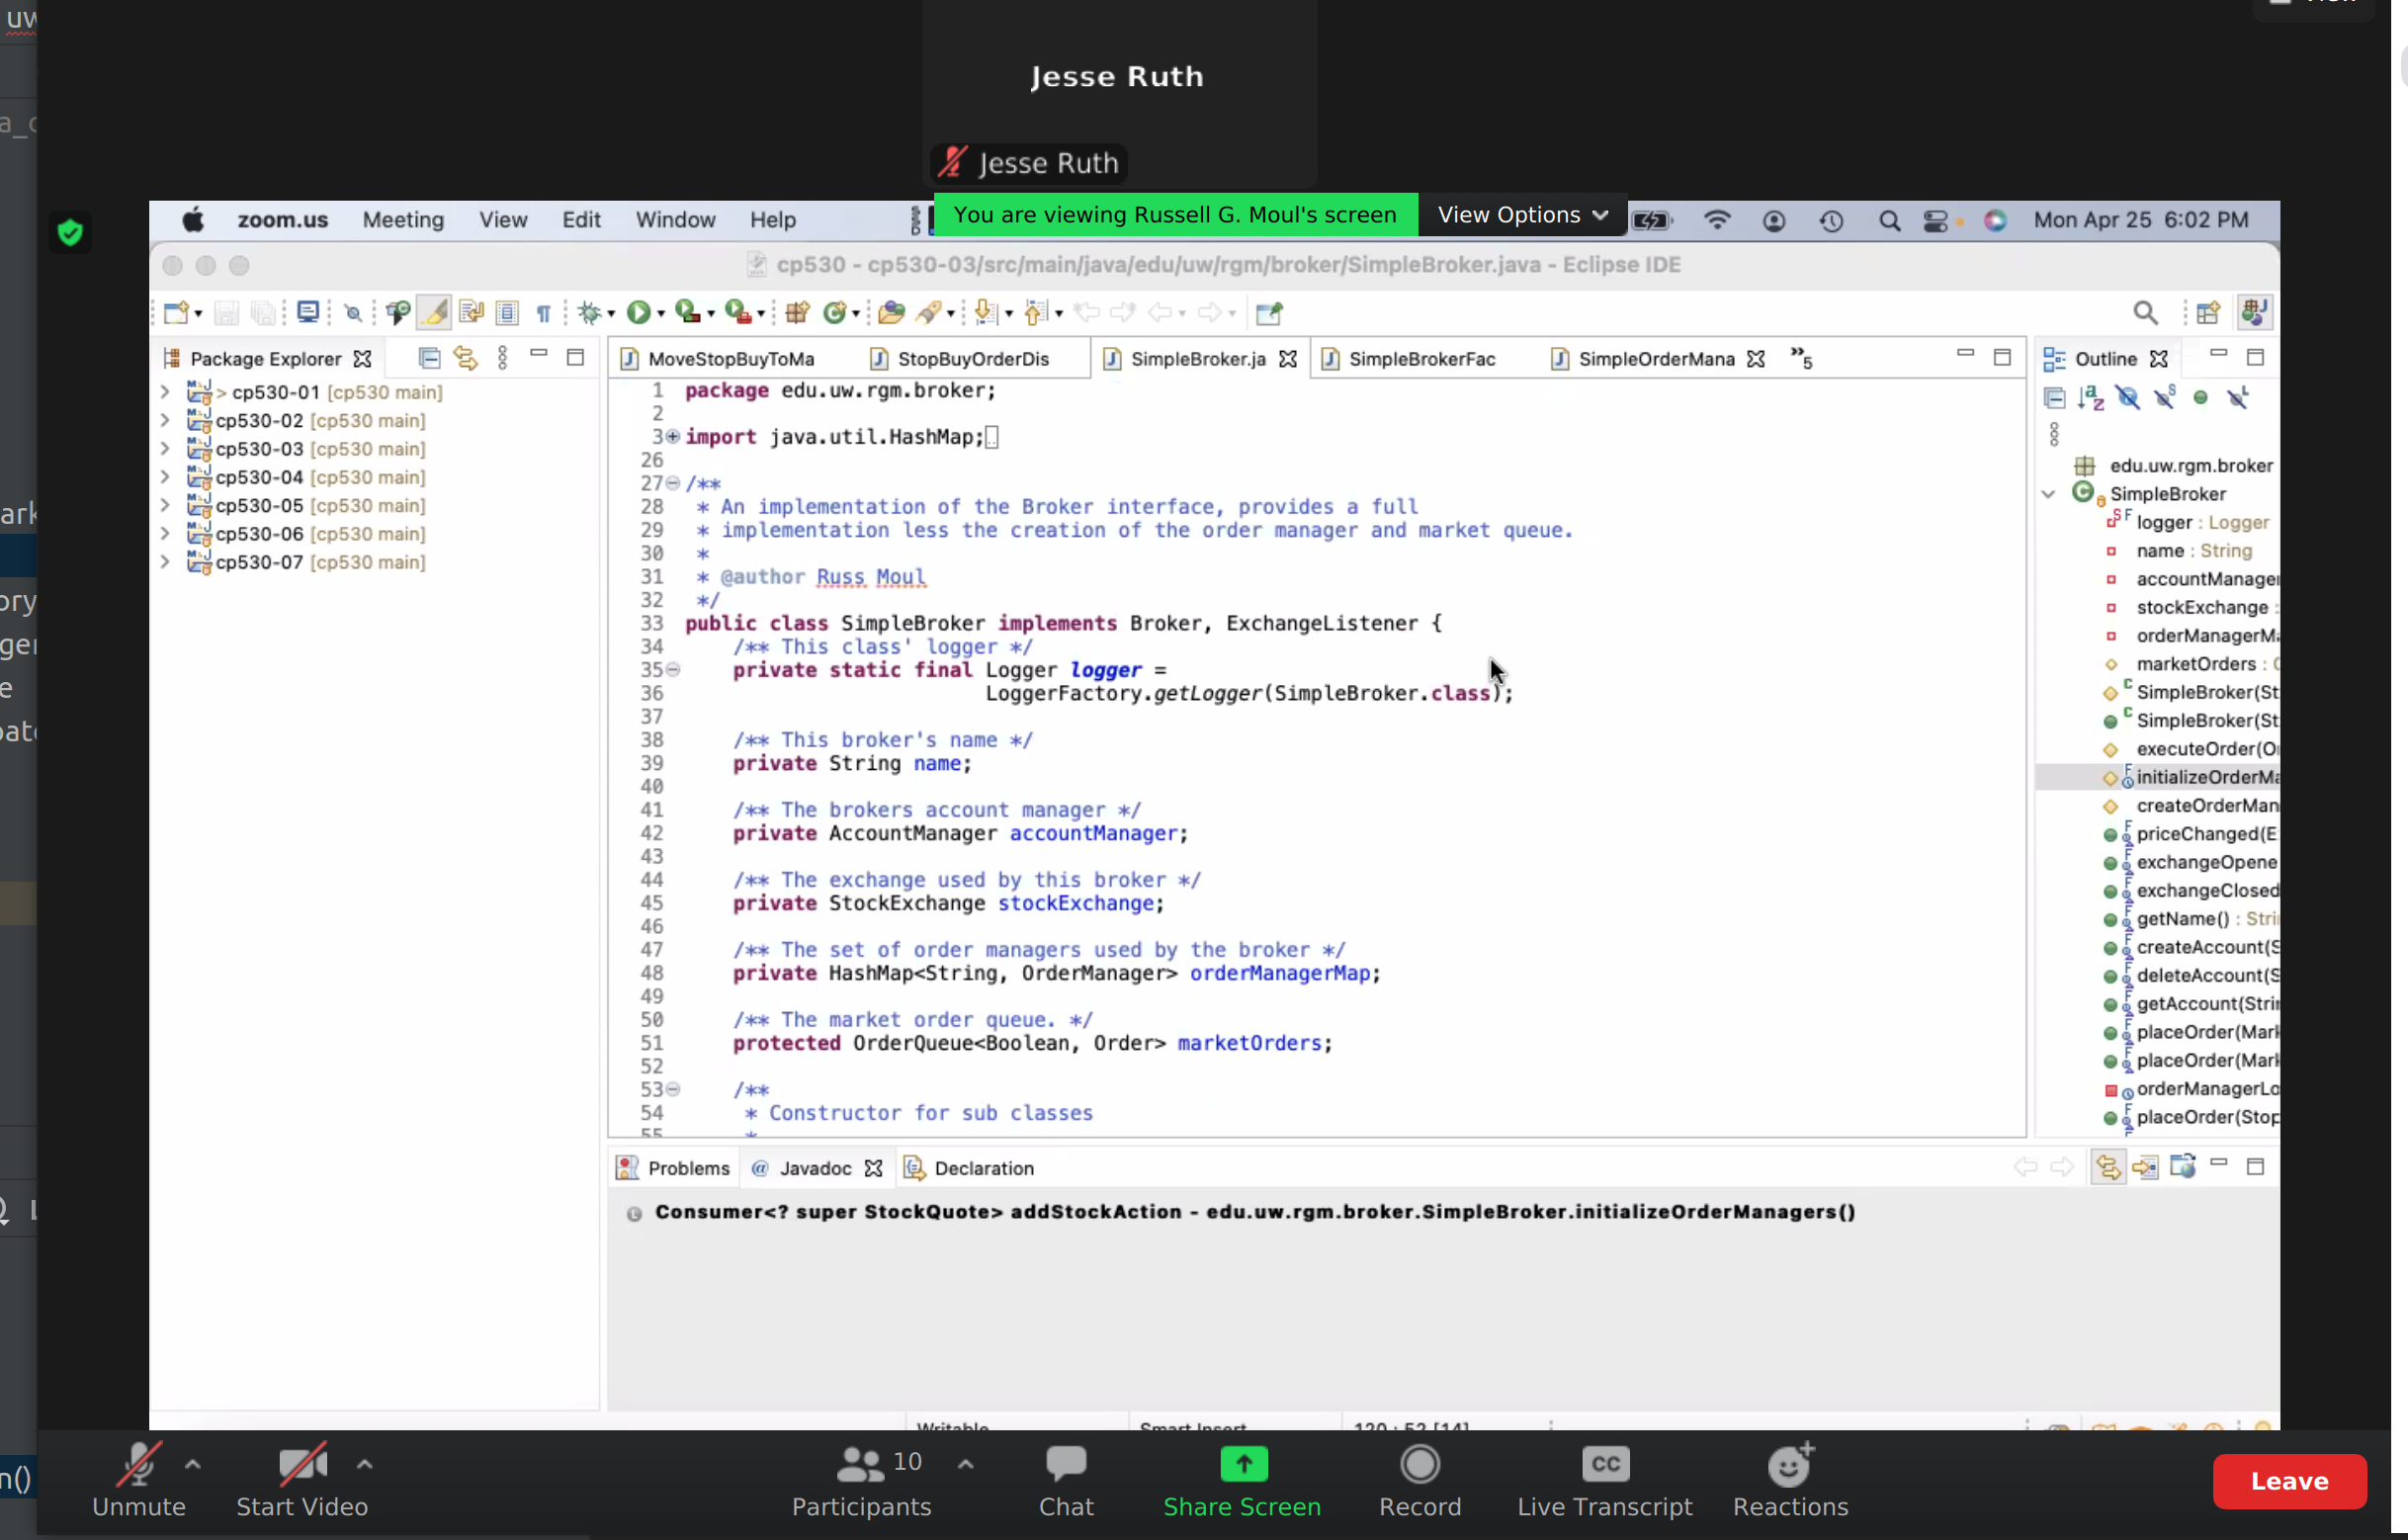 uw
Jesse Ruth
Jesse Ruth
You are viewing Russell G. Moul's screen View Options
zoom.us Meeting View Edit Window Help Mon Apr 25 6:02 PM
cp530 - cp530-03/src/main/java/edu/uw/rgm/broker/SimpleBroker.java - Eclipse IDE
Package Explorer
> cp530-01 [cp530 main]
cp530-02 [cp530 main]
cp530-03 [cp530 main]
cp530-04 [cp530 main]
cp530-05 [cp530 main]
cp530-06 [cp530 main]
cp530-07 [cp530 main]
MoveStopBuyToMa StopBuyOrderDis SimpleBroker.ja SimpleBrokerFac SimpleOrderMana »5
1 package edu.uw.rgm.broker;
2
3 import java.util.HashMap;
26
27 /**
28 * An implementation of the Broker interface, provides a full
29 * implementation less the creation of the order manager and market queue.
30 *
31 * @author Russ Moul
32 */
33 public class SimpleBroker implements Broker, ExchangeListener {
34 /** This class' logger */
35 private static final Logger logger =
36 LoggerFactory.getLogger(SimpleBroker.class);
37
38 /** This broker's name */
39 private String name;
40
41 /** The brokers account manager */
42 private AccountManager accountManager;
43
44 /** The exchange used by this broker */
45 private StockExchange stockExchange;
46
47 /** The set of order managers used by the broker */
48 private HashMap<String, OrderManager> orderManagerMap;
49
50 /** The market order queue. */
51 protected OrderQueue<Boolean, Order> marketOrders;
52
53 /**
54 * Constructor for sub classes
55 *
Outline
edu.uw.rgm.broker
SimpleBroker
logger : Logger
name : String
accountManager
stockExchange :
orderManagerMa
marketOrders : O
SimpleBroker(St
SimpleBroker(St
executeOrder(O
initializeOrderMa
createOrderMan
priceChanged(E
exchangeOpene
exchangeClosed
getName() : Stri
createAccount(S
deleteAccount(S
getAccount(Stri
placeOrder(Mark
placeOrder(Mark
orderManagerLo
placeOrder(Stop
Problems Javadoc Declaration
Consumer<? super StockQuote> addStockAction - edu.uw.rgm.broker.SimpleBroker.initializeOrderManagers()
Writable Smart Insert 120 : 52 [14]
Unmute Start Video Participants 10 Chat Share Screen Record CC Live Transcript Reactions Leave